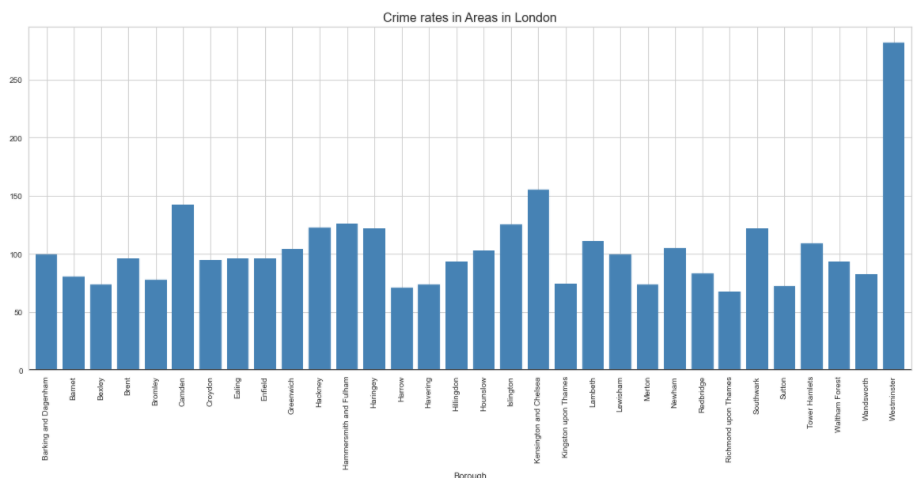 Crime rates in Areas in London
250
200
150
100
50
0
Barking and Dagenham
Barnet
Bexley
Brent
Bromley
Camden
Croydon
Ealing
Enfield
Greenwich
Hackney
Hammersmith and Fulham
Haringey
Harrow
Havering
Hillingdon
Hounslow
Islington
Kensington and Chelsea
Kingston upon Thames
Lambeth
Lewisham
Merton
Newham
Redbridge
Richmond upon Thames
Southwark
Sutton
Tower Hamlets
Waltham Forest
Wandsworth
Westminster
Borough